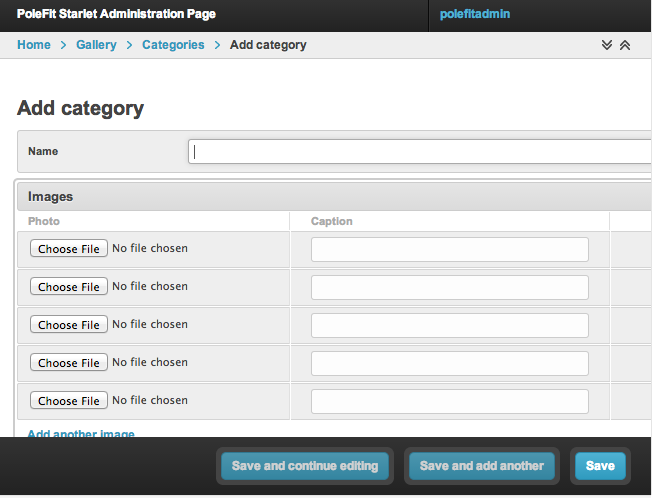 PoleFit Starlet Administration Page polefitadmin
Home > Gallery > Categories > Add category
Add category
Name
Images
Photo Caption
Choose File No file chosen
Choose File No file chosen
Choose File No file chosen
Choose File No file chosen
Choose File No file chosen
Add another image
Save and continue editing Save and add another Save